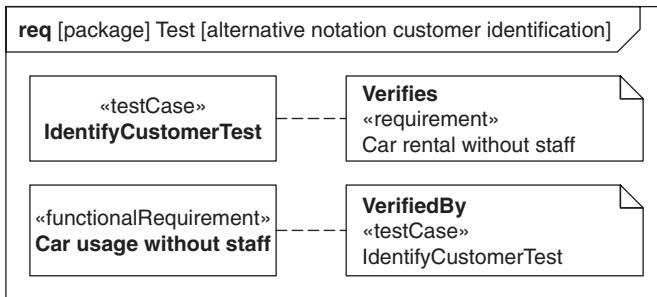 req [package] Test [alternative notation customer identification]
«testCase»
IdentifyCustomerTest
Verifies
«requirement»
Car rental without staff
«functionalRequirement»
Car usage without staff
VerifiedBy
«testCase»
IdentifyCustomerTest